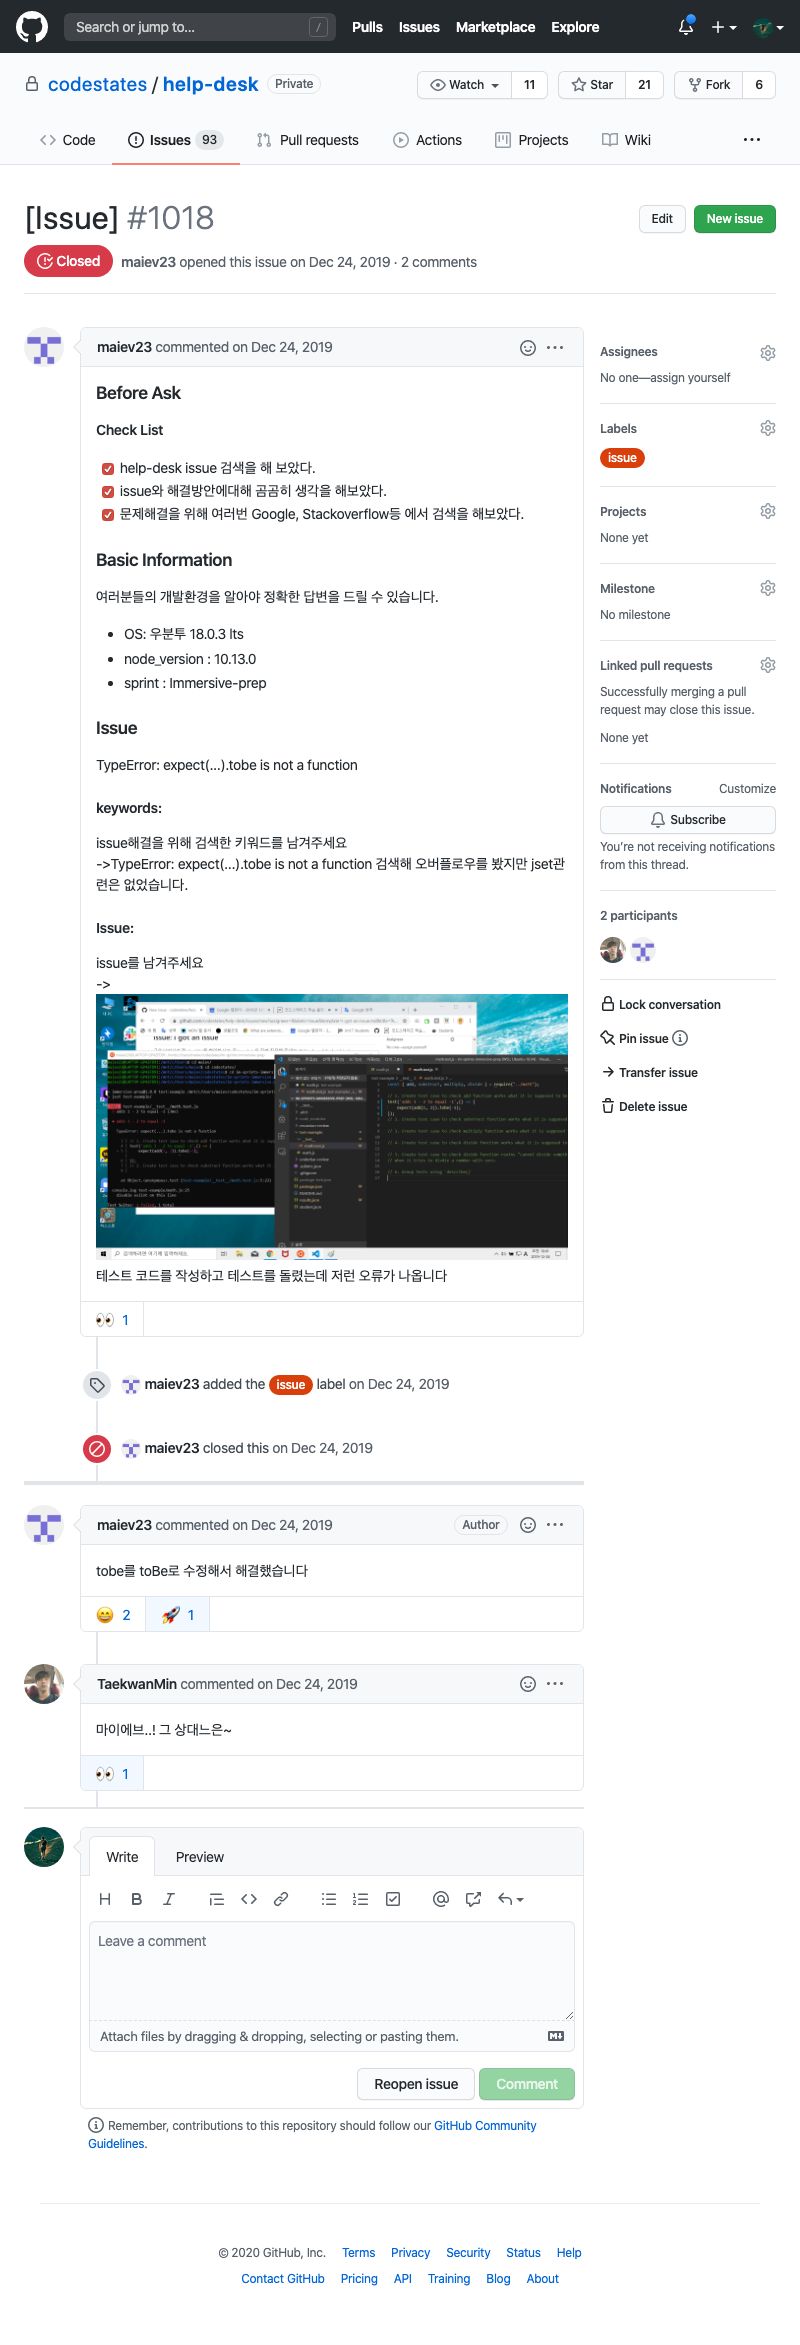 Search or jump to... /
Pulls Issues Marketplace Explore
codestates / help-desk Private
Watch 11 Star 21 Fork 6
Code Issues 93 Pull requests Actions Projects Wiki ...
[Issue] #1018
Edit New issue
Closed maiev23 opened this issue on Dec 24, 2019 · 2 comments
maiev23 commented on Dec 24, 2019
Before Ask
Check List
help-desk issue 검색을 해 보았다.
issue와 해결방안에대해 곰곰히 생각을 해보았다.
문제해결을 위해 여러번 Google, Stackoverflow등 에서 검색을 해보았다.
Basic Information
여러분들의 개발환경을 알아야 정확한 답변을 드릴 수 있습니다.
• OS: 우분투 18.0.3 lts
• node_version : 10.13.0
• sprint : Immersive-prep
Issue
TypeError: expect(...).tobe is not a function
keywords:
issue해결을 위해 검색한 키워드를 남겨주세요
->TypeError: expect(...).tobe is not a function 검색해 오버플로우를 봤지만 jset관
련은 없었습니다.
Issue:
issue를 남겨주세요
->
테스트 코드를 작성하고 테스트를 돌렸는데 저런 오류가 나옵니다
👀 1
maiev23 added the issue label on Dec 24, 2019
maiev23 closed this on Dec 24, 2019
maiev23 commented on Dec 24, 2019 Author
tobe를 toBe로 수정해서 해결했습니다
😄 2 🚀 1
TaekwanMin commented on Dec 24, 2019
마이에브..! 그 상대느은~
👀 1
Write Preview
H B I
Leave a comment
Attach files by dragging & dropping, selecting or pasting them.
Reopen issue Comment
Remember, contributions to this repository should follow our GitHub Community
Guidelines.
Assignees
No one—assign yourself
Labels
issue
Projects
None yet
Milestone
No milestone
Linked pull requests
Successfully merging a pull
request may close this issue.
None yet
Notifications Customize
Subscribe
You're not receiving notifications
from this thread.
2 participants
Lock conversation
Pin issue
Transfer issue
Delete issue
© 2020 GitHub, Inc. Terms Privacy Security Status Help
Contact GitHub Pricing API Training Blog About